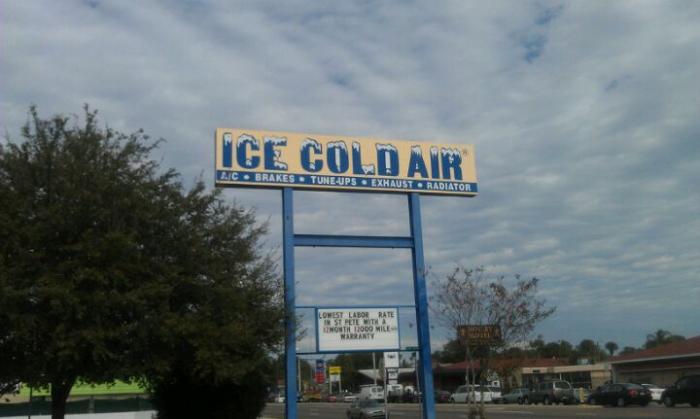 ICE COLD AIR®
A/C • BRAKES • TUNE-UPS • EXHAUST • RADIATOR
LOWEST LABOR RATE
IN ST PETE WITH A
12MONTH 12000 MILE
WARRANTY